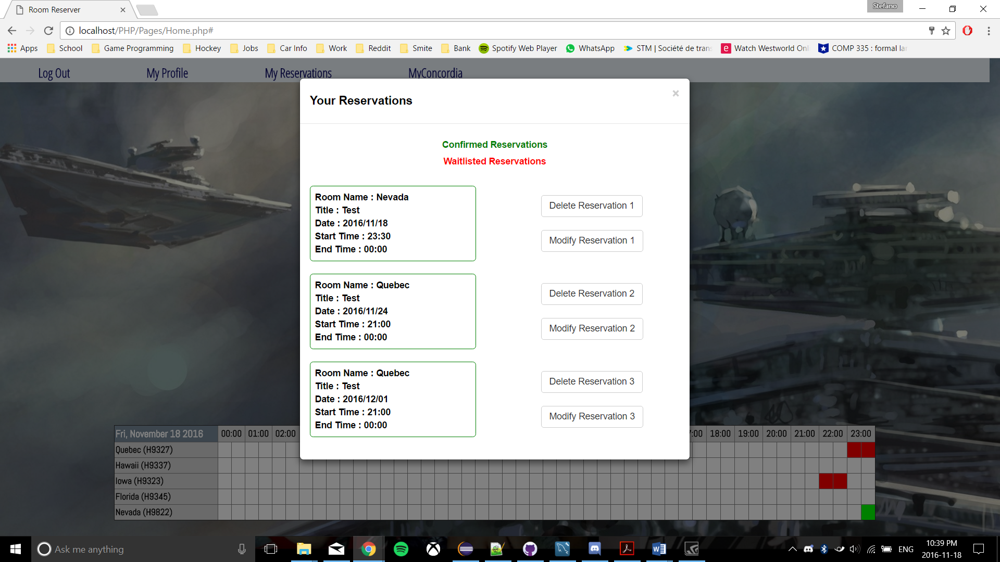 Room Reserver
Stefano
localhost/PHP/Pages/Home.php#
Apps School Game Programming Hockey Jobs Car Info Work Reddit Smite Bank Spotify Web Player WhatsApp STM | Société de trans Watch Westworld Onl COMP 335 : formal lan
Log Out My Profile My Reservations MyConcordia
Your Reservations
×
Confirmed Reservations
Waitlisted Reservations
Room Name : Nevada
Title : Test
Date : 2016/11/18
Start Time : 23:30
End Time : 00:00
Delete Reservation 1
Modify Reservation 1
Room Name : Quebec
Title : Test
Date : 2016/11/24
Start Time : 21:00
End Time : 00:00
Delete Reservation 2
Modify Reservation 2
Room Name : Quebec
Title : Test
Date : 2016/12/01
Start Time : 21:00
End Time : 00:00
Delete Reservation 3
Modify Reservation 3
Fri, November 18 2016 00:00 01:00 02:00 7:00 18:00 19:00 20:00 21:00 22:00 23:00
Quebec (H9327)
Hawaii (H9337)
Iowa (H9323)
Florida (H9345)
Nevada (H9822)
Ask me anything
ENG
10:39 PM
2016-11-18